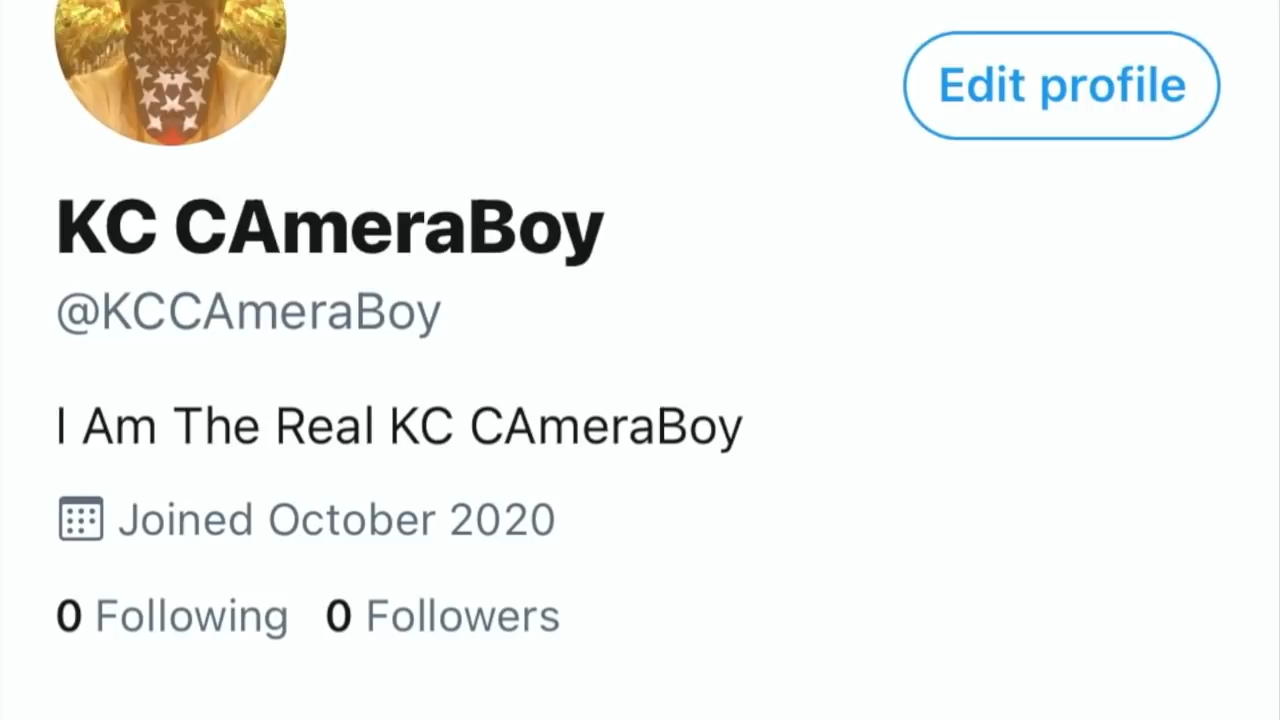 Edit profile
KC CAmeraBoy
@KCCAmeraBoy
I Am The Real KC CAmeraBoy
Joined October 2020
0 Following 0 Followers